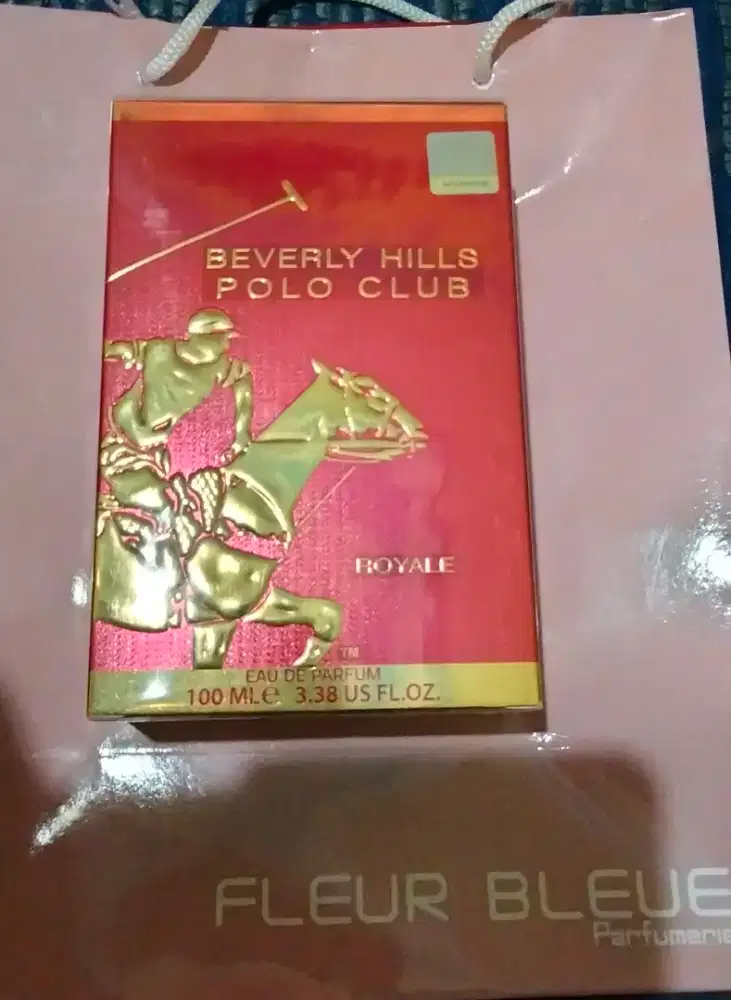 BEVERLY HILLS
POLO CLUB
ROYALE
TM
EAU DE PARFUM
100 ML℮ 3.38 US FL.OZ.
FLEUR BLEUE
Parfumerie